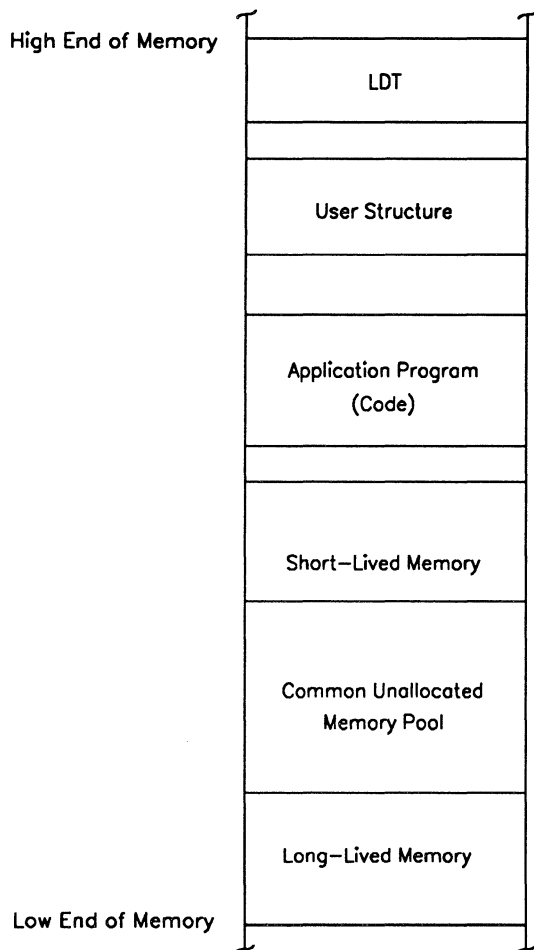 High End of Memory
LDT
User Structure
Application Program
(Code)
Short-Lived Memory
Common Unallocated
Memory Pool
Long-Lived Memory
Low End of Memory